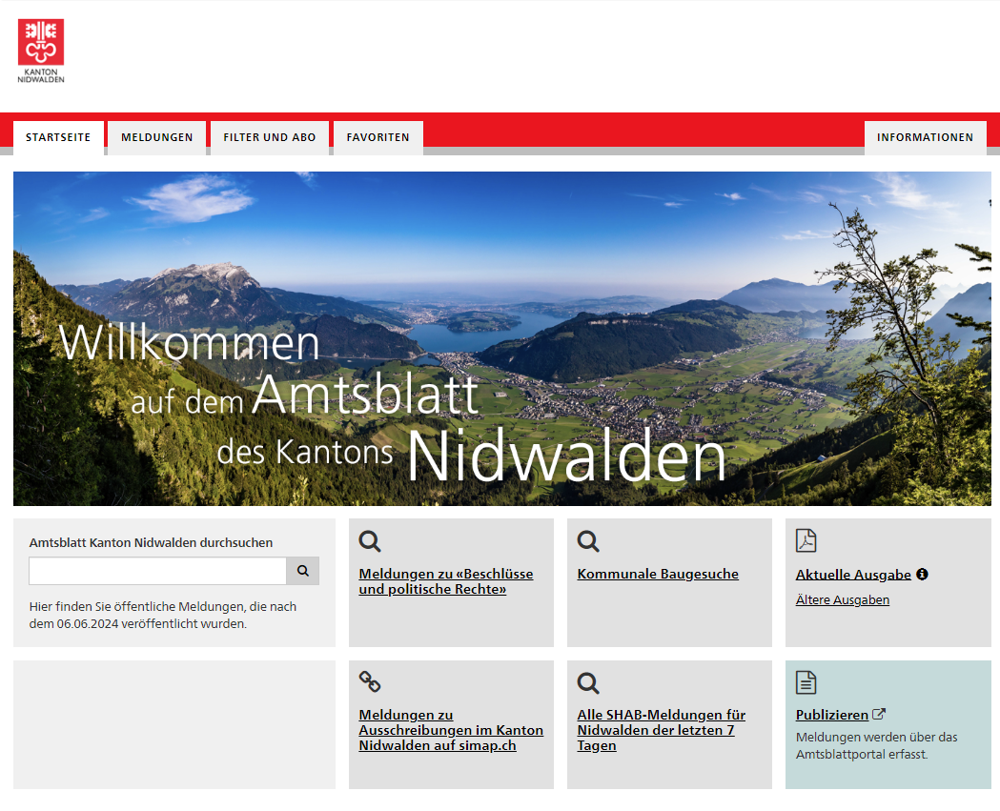 KANTON
NIDWALDEN
STARTSEITE
MELDUNGEN
FILTER UND ABO
FAVORITEN
INFORMATIONEN
Willkommen
auf dem Amtsblatt
des Kantons Nidwalden
Amtsblatt Kanton Nidwalden durchsuchen
Hier finden Sie öffentliche Meldungen, die nach
dem 06.06.2024 veröffentlicht wurden.
Meldungen zu «Beschlüsse
und politische Rechte»
Kommunale Baugesuche
Aktuelle Ausgabe
Ältere Ausgaben
Meldungen zu
Ausschreibungen im Kanton
Nidwalden auf simap.ch
Alle SHAB-Meldungen für
Nidwalden der letzten 7
Tagen
Publizieren
Meldungen werden über das
Amtsblattportal erfasst.